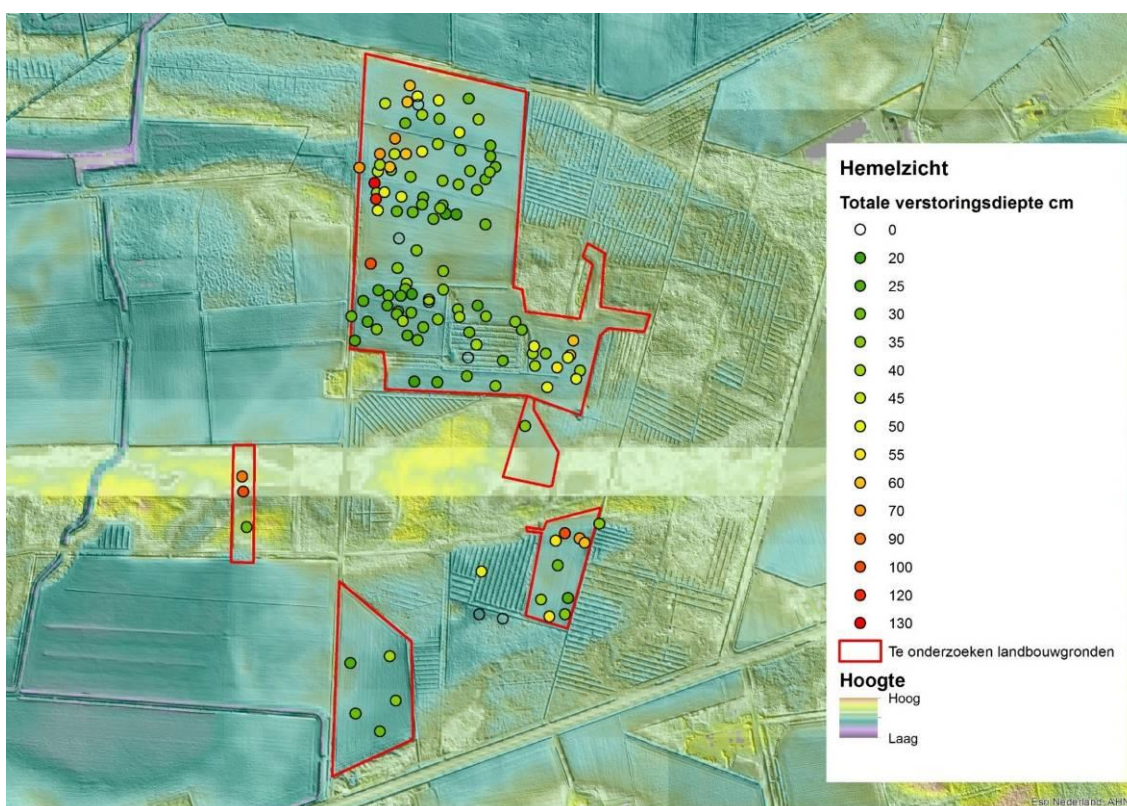 Hemelzicht
Totale verstoringsdiepte cm
0
20
25
30
35
40
45
50
55
60
70
90
100
120
130
Te onderzoeken landbouwgronden
Hoogte
Hoog
Laag
Esri Nederland, AHN